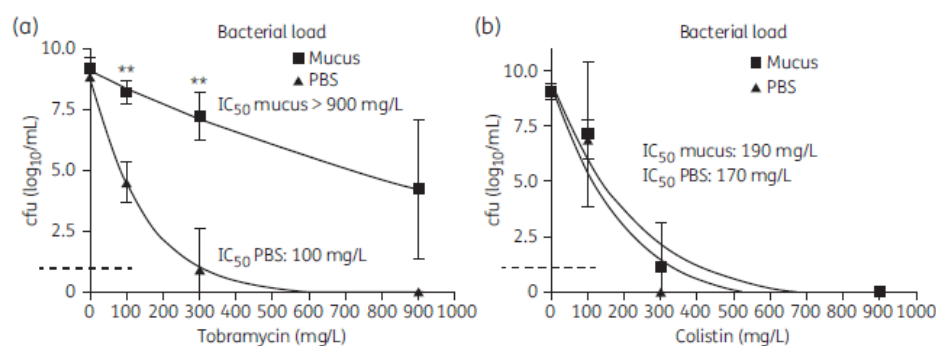 (a)
Bacterial load
Mucus
PBS
**
**
IC50 mucus > 900 mg/L
IC50 PBS: 100 mg/L
cfu (log10/mL)
10.0
7.5
5.0
2.5
0
0 100 200 300 400 500 600 700 800 900 1000
Tobramycin (mg/L)
(b)
Bacterial load
Mucus
PBS
IC50 mucus: 190 mg/L
IC50 PBS: 170 mg/L
cfu (log10/mL)
10.0
7.5
5.0
2.5
0
0 100 200 300 400 500 600 700 800 900 1000
Colistin (mg/L)